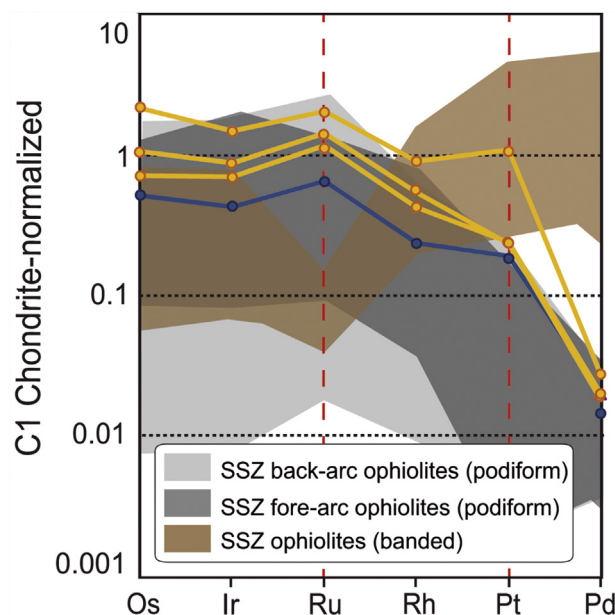 10
1
0.1
0.01
0.001
C1 Chondrite-normalized
SSZ back-arc ophiolites (podiform)
SSZ fore-arc ophiolites (podiform)
SSZ ophiolites (banded)
Os Ir Ru Rh Pt Pd